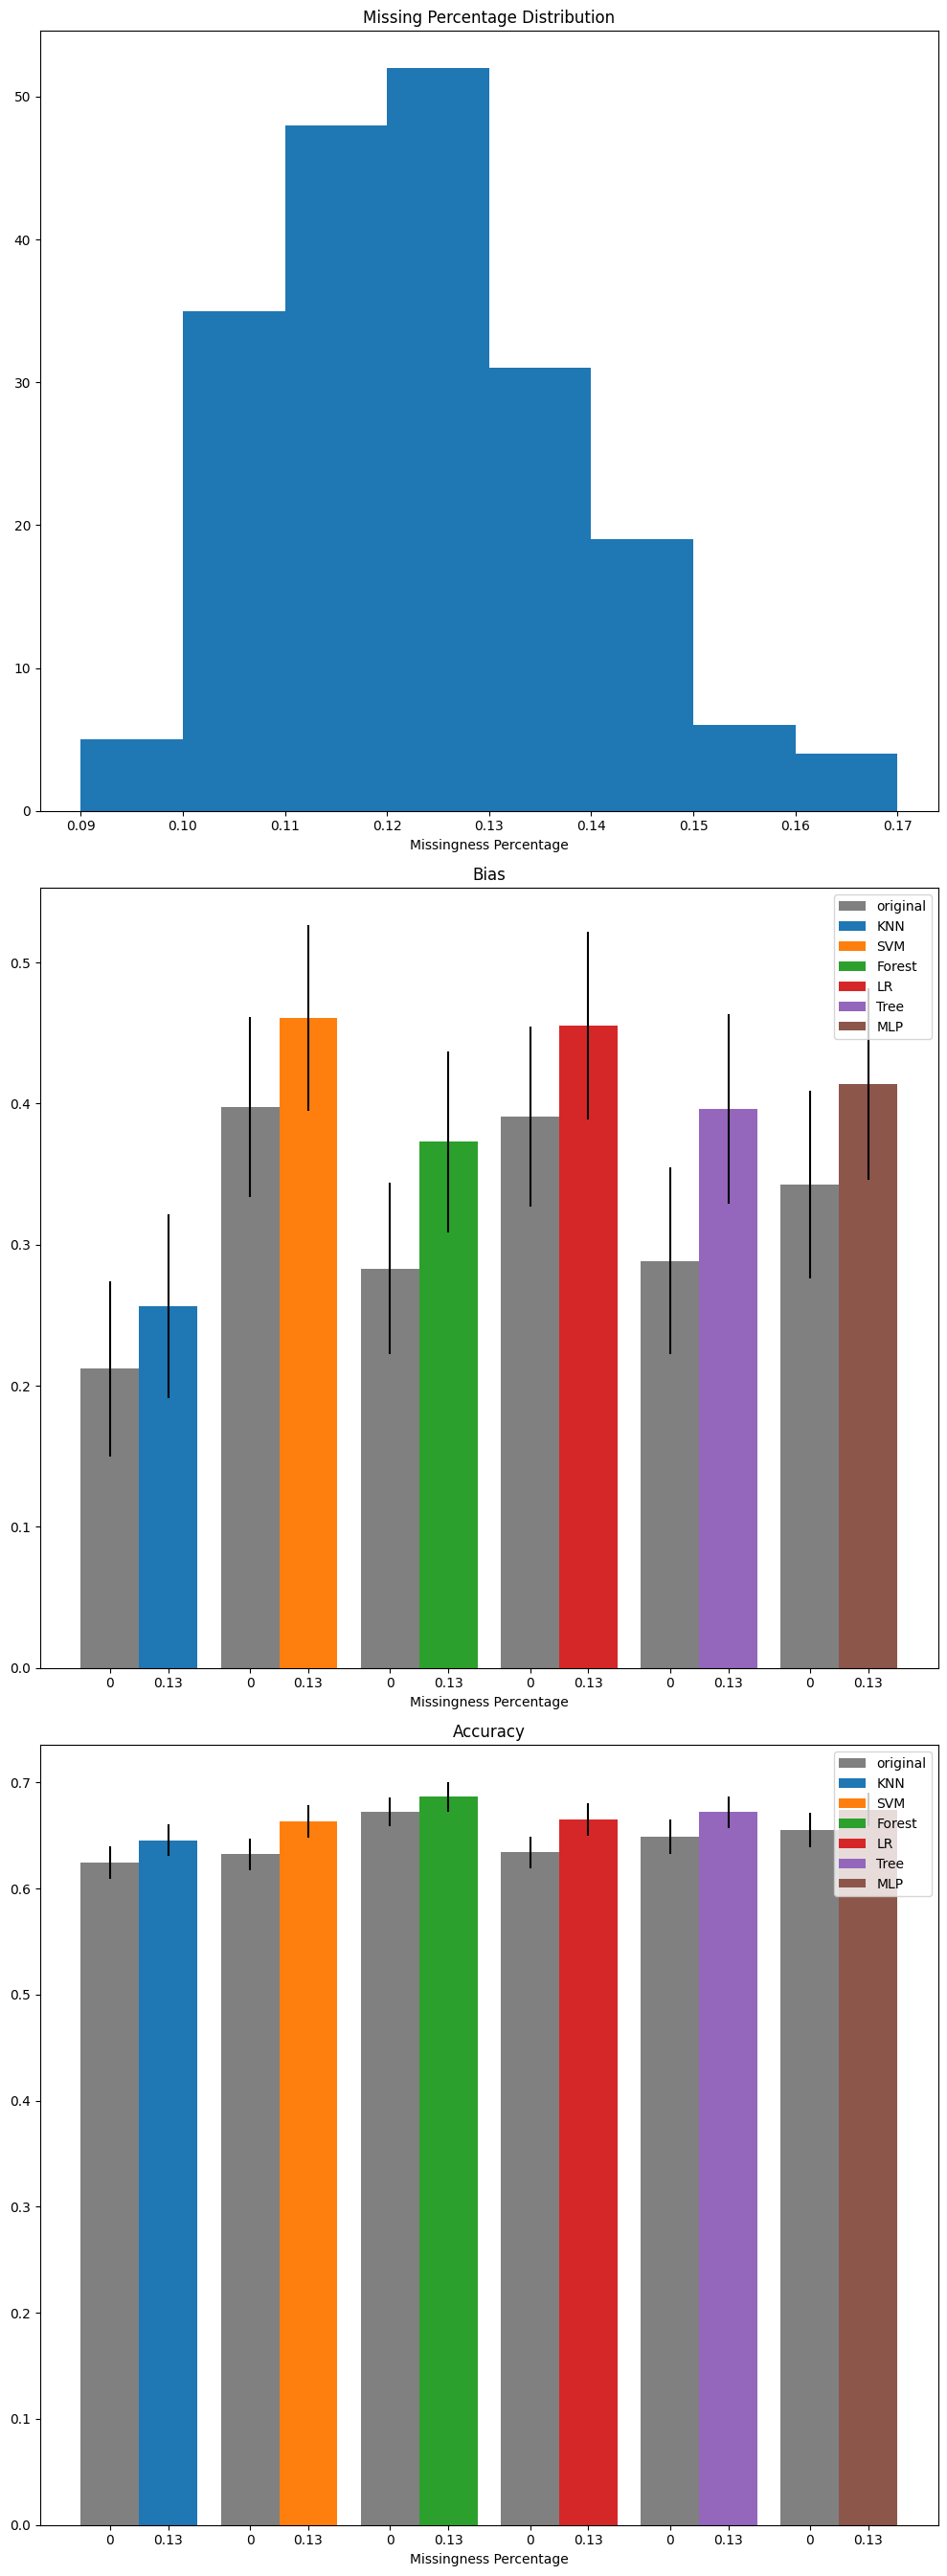 Missing Percentage Distribution
50
40
30
20
10
0
0.09 0.10 0.11 0.12 0.13 0.14 0.15 0.16 0.17
Missingness Percentage
Bias
original
KNN
SVM
Forest
LR
Tree
MLP
0.5
0.4
0.3
0.2
0.1
0.0
0 0.13 0 0.13 0 0.13 0 0.13 0 0.13 0 0.13
Missingness Percentage
Accuracy
original
KNN
SVM
Forest
LR
Tree
MLP
0.7
0.6
0.5
0.4
0.3
0.2
0.1
0.0
0 0.13 0 0.13 0 0.13 0 0.13 0 0.13 0 0.13
Missingness Percentage